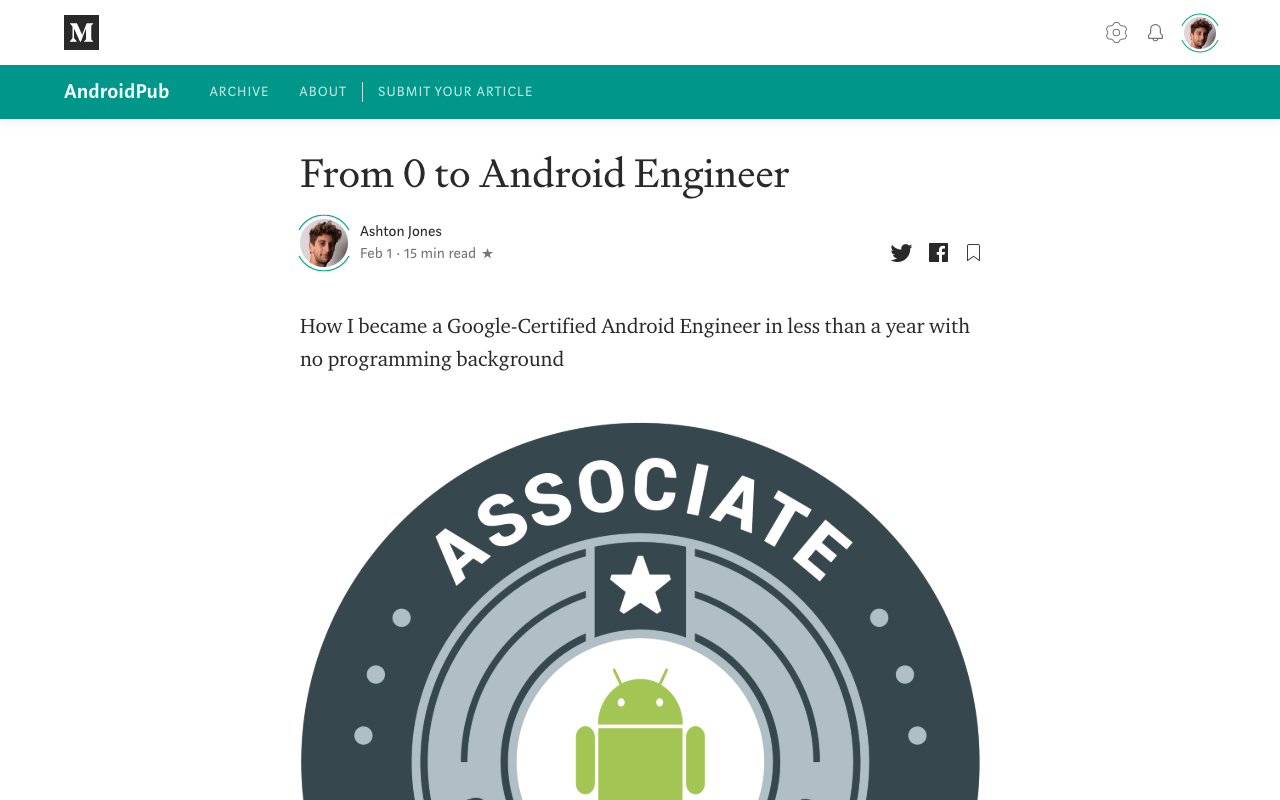 M
AndroidPub
ARCHIVE
ABOUT
SUBMIT YOUR ARTICLE
From 0 to Android Engineer
Ashton Jones
Feb 1 · 15 min read ★
How I became a Google-Certified Android Engineer in less than a year with
no programming background
ASSOCIATE